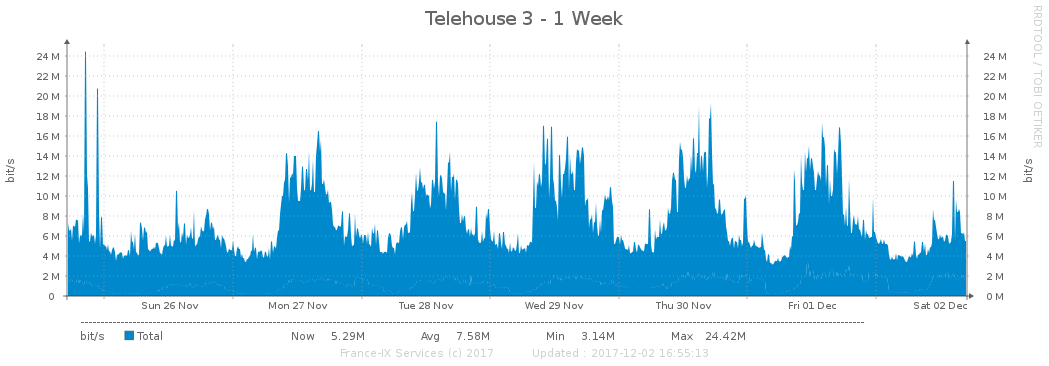 Telehouse 3 - 1 Week
RRDTOOL / TOBI OETIKER
bit/s
24 M 24 M
22 M 22 M
20 M 20 M
18 M 18 M
16 M 16 M
14 M 14 M
12 M 12 M
10 M 10 M
8 M 8 M
6 M 6 M
4 M 4 M
2 M 2 M
0 0 M
bit/s
Sun 26 Nov Mon 27 Nov Tue 28 Nov Wed 29 Nov Thu 30 Nov Fri 01 Dec Sat 02 Dec
bit/s Total Now 5.29M Avg 7.58M Min 3.14M Max 24.42M
France-IX Services (c) 2017 Updated : 2017-12-02 16:55:13